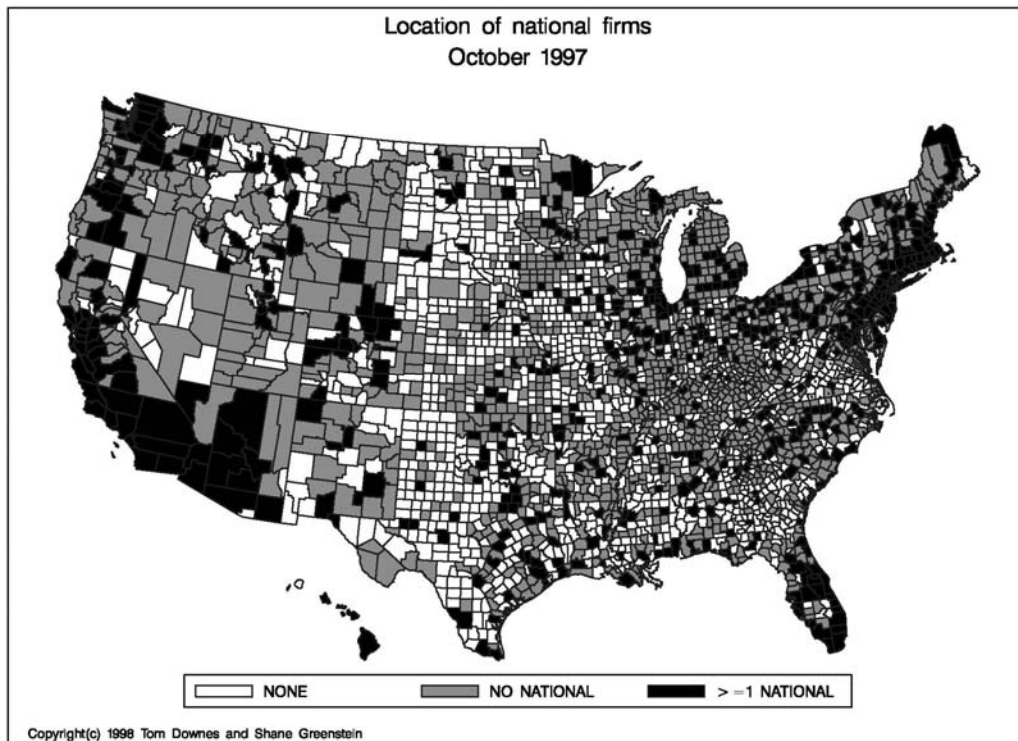 Location of national firms
October 1997
NONE
NO NATIONAL
> =1 NATIONAL
Copyright(c) 1998 Tom Downes and Shane Greenstein